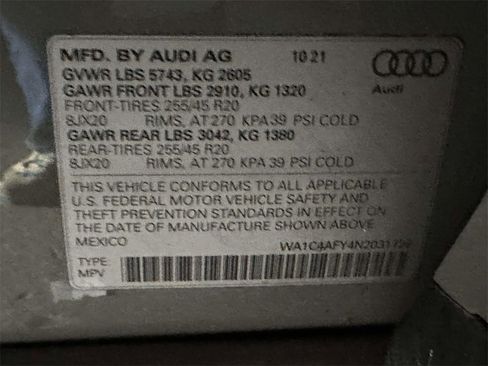 MFD. BY AUDI AG 10 21
GVWR LBS 5743, KG 2605
GAWR FRONT LBS 2910, KG 1320
FRONT-TIRES 255/45 R20
8JX20 RIMS, AT 270 KPA 39 PSI COLD
GAWR REAR LBS 3042, KG 1380
REAR-TIRES 255/45 R20
8JX20 RIMS, AT 270 KPA 39 PSI COLD
Audi
THIS VEHICLE CONFORMS TO ALL APPLICABLE
U.S. FEDERAL MOTOR VEHICLE SAFETY AND
THEFT PREVENTION STANDARDS IN EFFECT ON
THE DATE OF MANUFACTURE SHOWN ABOVE
MEXICO
TYPE:
MPV